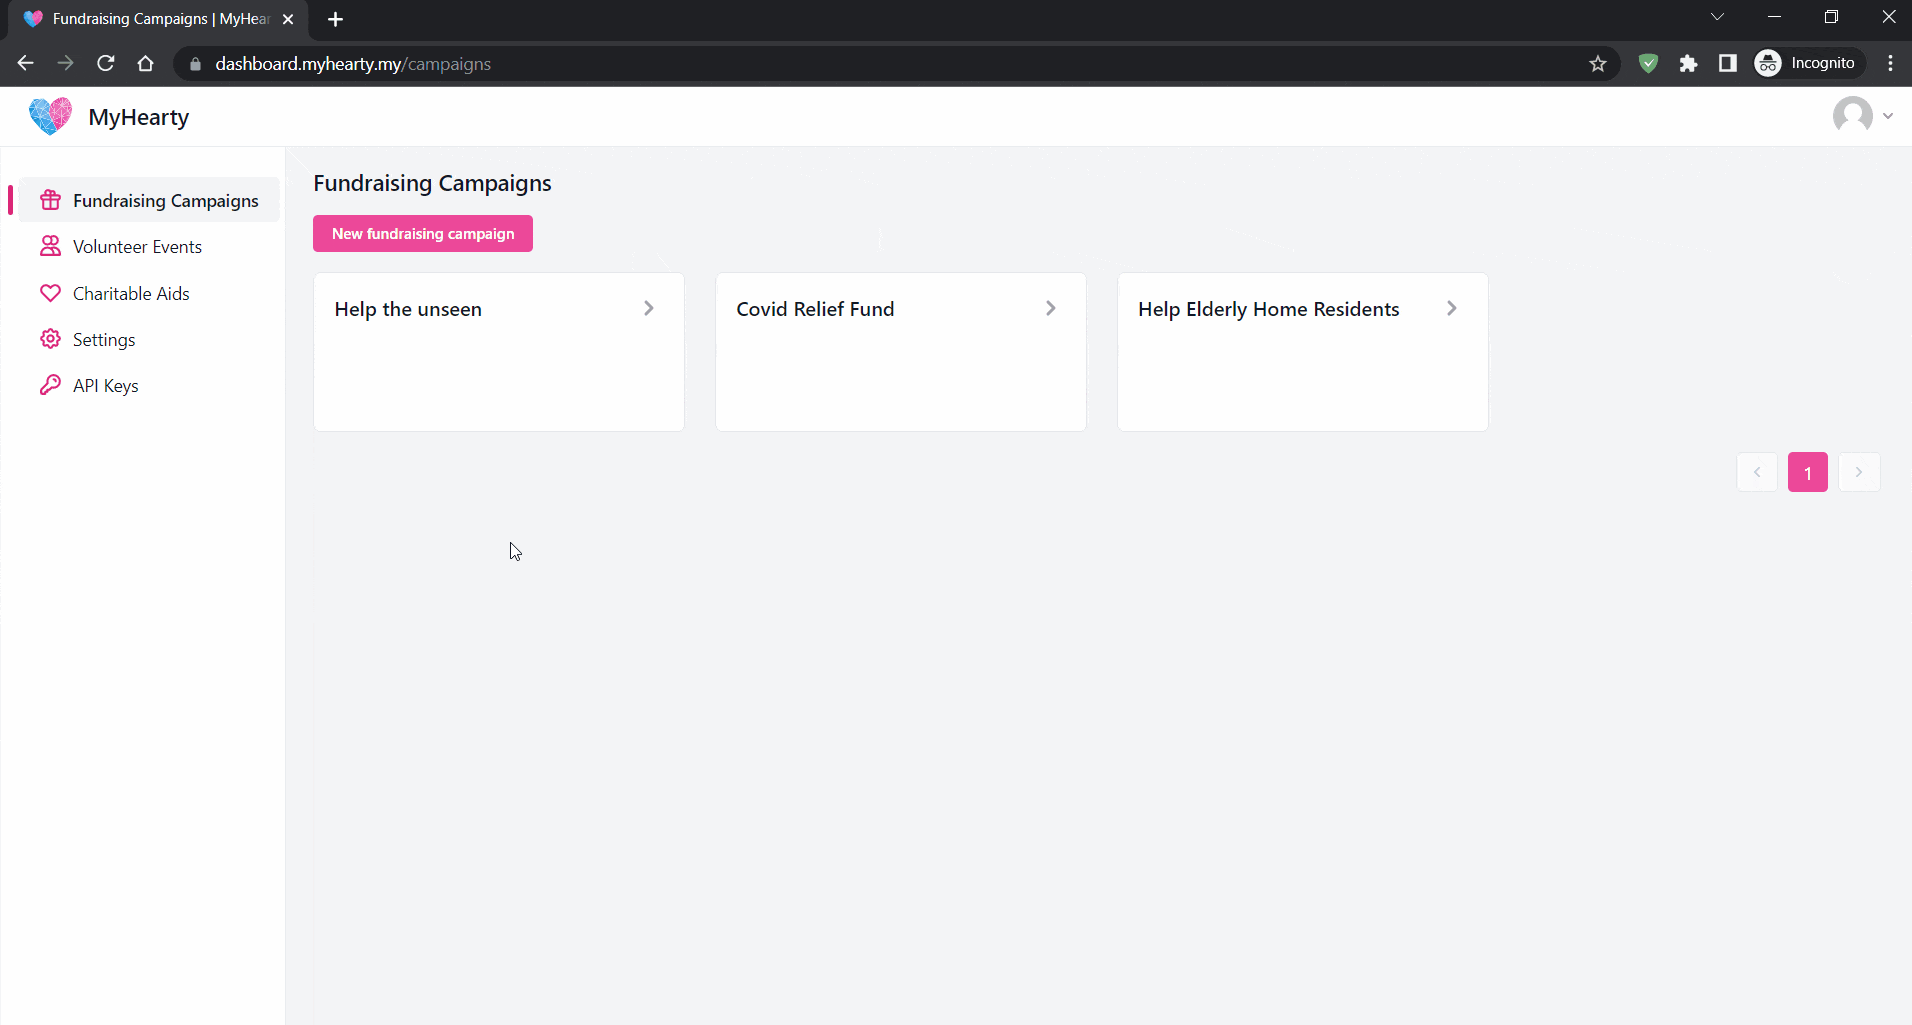 Fundraising Campaigns | MyHear
dashboard.myhearty.my/campaigns
Incognito
MyHearty
Fundraising Campaigns
Volunteer Events
Charitable Aids
Settings
API Keys
Fundraising Campaigns
New fundraising campaign
Help the unseen
Covid Relief Fund
Help Elderly Home Residents
1